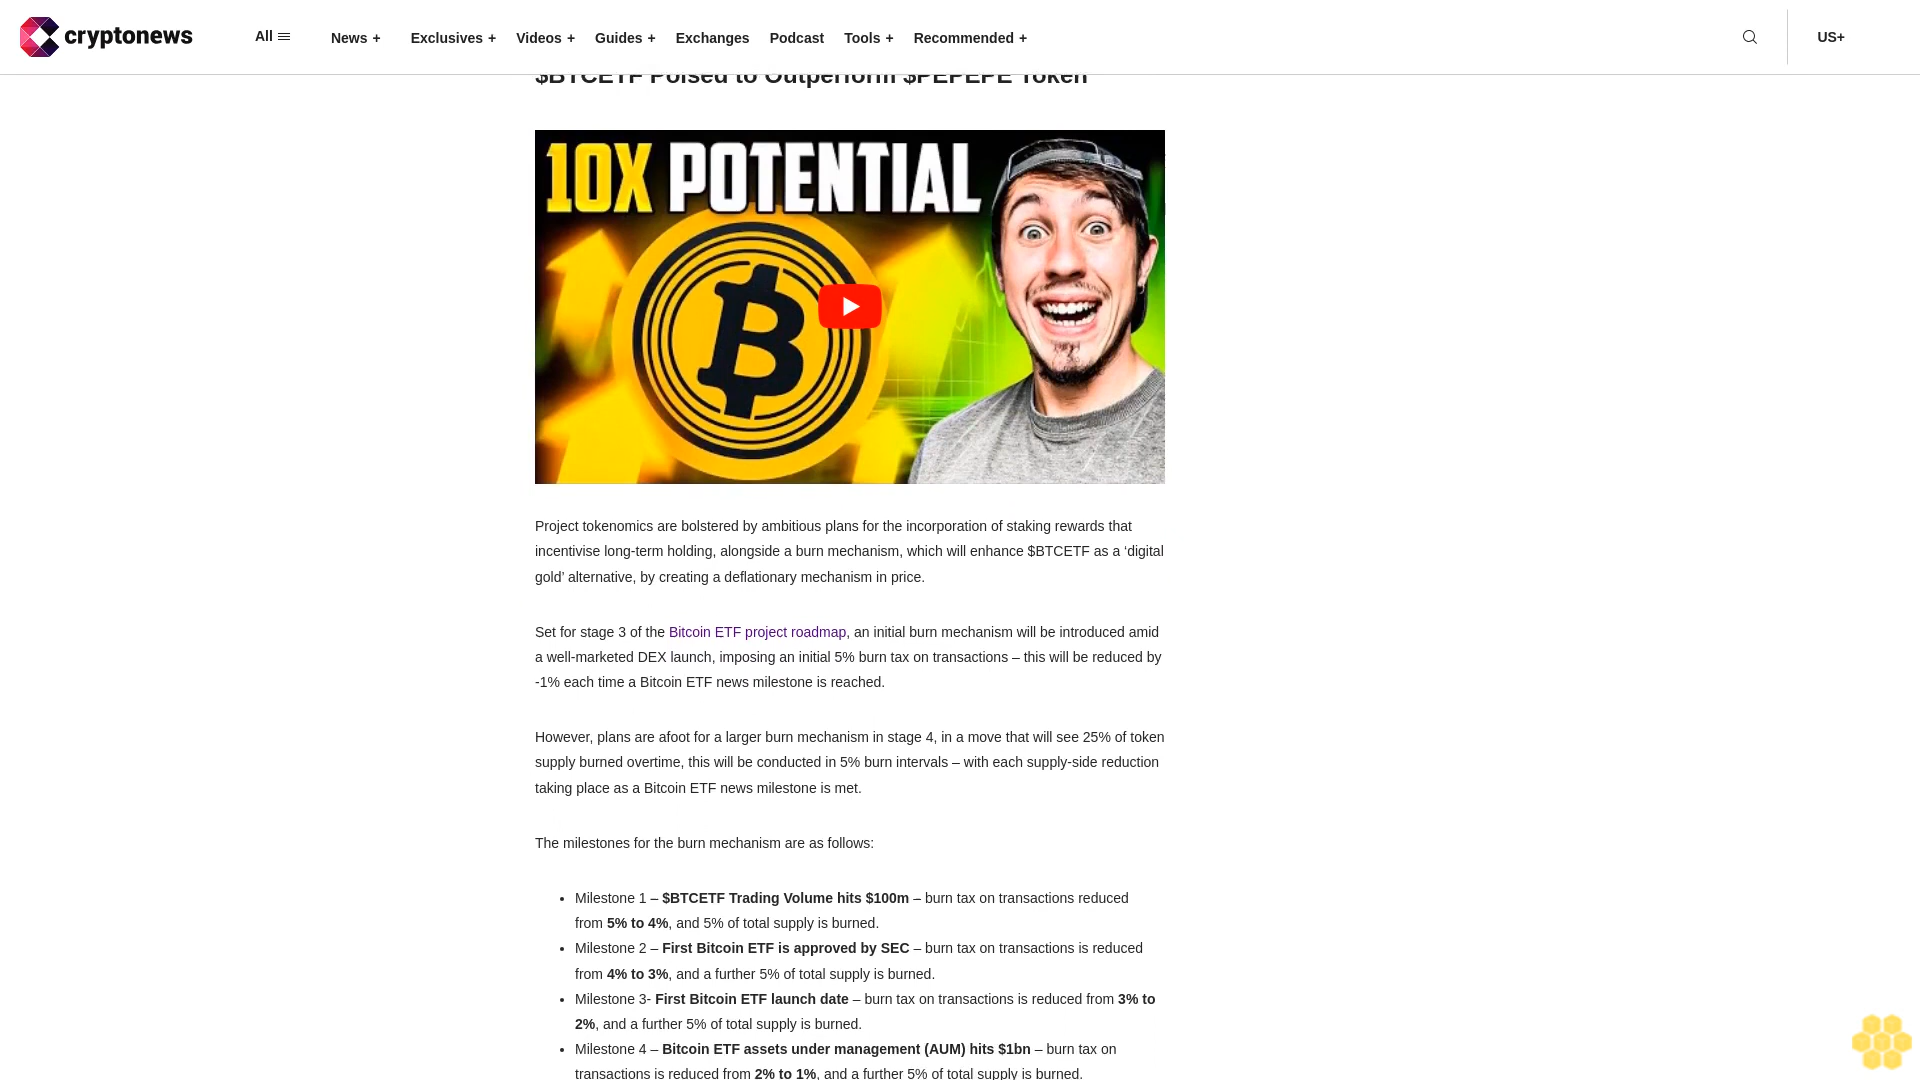 cryptonews
All
News +
Exclusives +
Videos +
Guides +
Exchanges
Podcast
Tools +
Recommended +
US+
$BTCETF Poised to Outperform $PEPEPE Token
10X POTENTIAL
Project tokenomics are bolstered by ambitious plans for the incorporation of staking rewards that
incentivise long-term holding, alongside a burn mechanism, which will enhance $BTCETF as a ‘digital
gold’ alternative, by creating a deflationary mechanism in price.
Set for stage 3 of the Bitcoin ETF project roadmap, an initial burn mechanism will be introduced amid
a well-marketed DEX launch, imposing an initial 5% burn tax on transactions – this will be reduced by
-1% each time a Bitcoin ETF news milestone is reached.
However, plans are afoot for a larger burn mechanism in stage 4, in a move that will see 25% of token
supply burned overtime, this will be conducted in 5% burn intervals – with each supply-side reduction
taking place as a Bitcoin ETF news milestone is met.
The milestones for the burn mechanism are as follows:
Milestone 1 – $BTCETF Trading Volume hits $100m – burn tax on transactions reduced
from 5% to 4%, and 5% of total supply is burned.
Milestone 2 – First Bitcoin ETF is approved by SEC – burn tax on transactions is reduced
from 4% to 3%, and a further 5% of total supply is burned.
Milestone 3- First Bitcoin ETF launch date – burn tax on transactions is reduced from 3% to
2%, and a further 5% of total supply is burned.
Milestone 4 – Bitcoin ETF assets under management (AUM) hits $1bn – burn tax on
transactions is reduced from 2% to 1%, and a further 5% of total supply is burned.